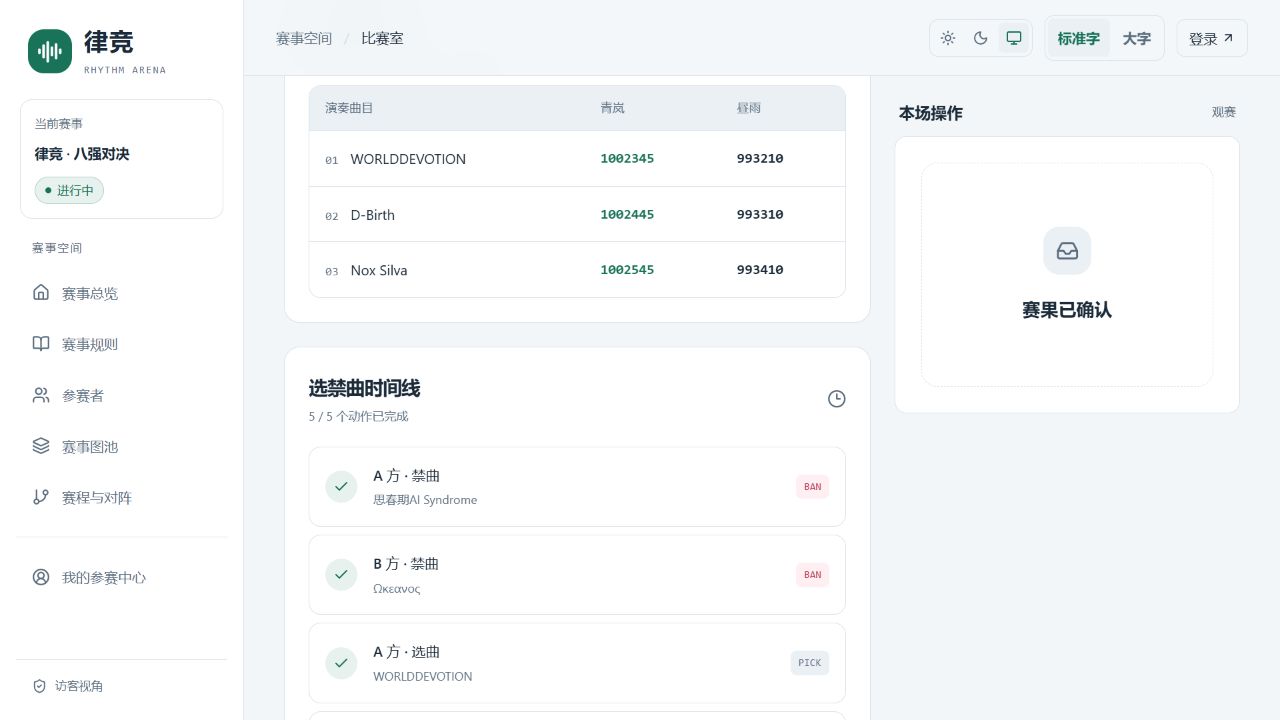 律竞
RHYTHM ARENA
当前赛事
律竞 · 八强对决
进行中
赛事空间
赛事总览
赛事规则
参赛者
赛事图池
赛程与对阵
我的参赛中心
访客视角
赛事空间 / 比赛室
标准字 大字 登录
演奏曲目 青岚 昼雨
01 WORLDDEVOTION 1002345 993210
02 D-Birth 1002445 993310
03 Nox Silva 1002545 993410
选禁曲时间线
5 / 5 个动作已完成
A 方 · 禁曲
思春期AI Syndrome
BAN
B 方 · 禁曲
Ωκεανος
BAN
A 方 · 选曲
WORLDDEVOTION
PICK
本场操作 观赛
赛果已确认